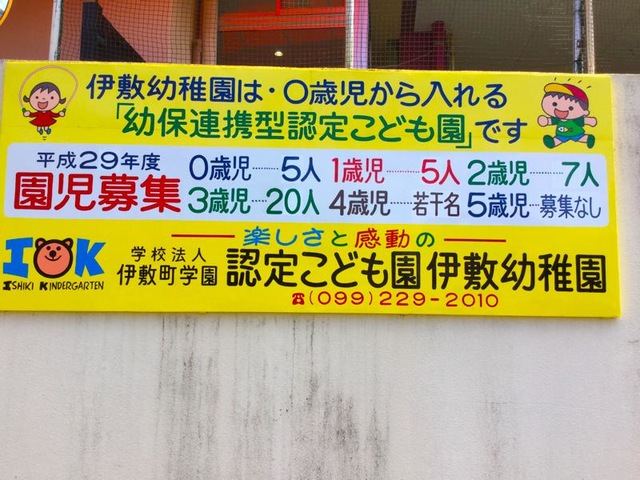 伊敷幼稚園は・0歳児から入れる
「幼保連携型認定こども園」です
平成29年度
園児募集
0歳児……5人 1歳児……5人 2歳児……7人
3歳児……20人 4歳児……若干名 5歳児……募集なし
楽しさと感動の
IOK
ISHIKI KINDERGARTEN
学校法人
伊敷町学園
認定こども園 伊敷幼稚園
☎(099)229-2010